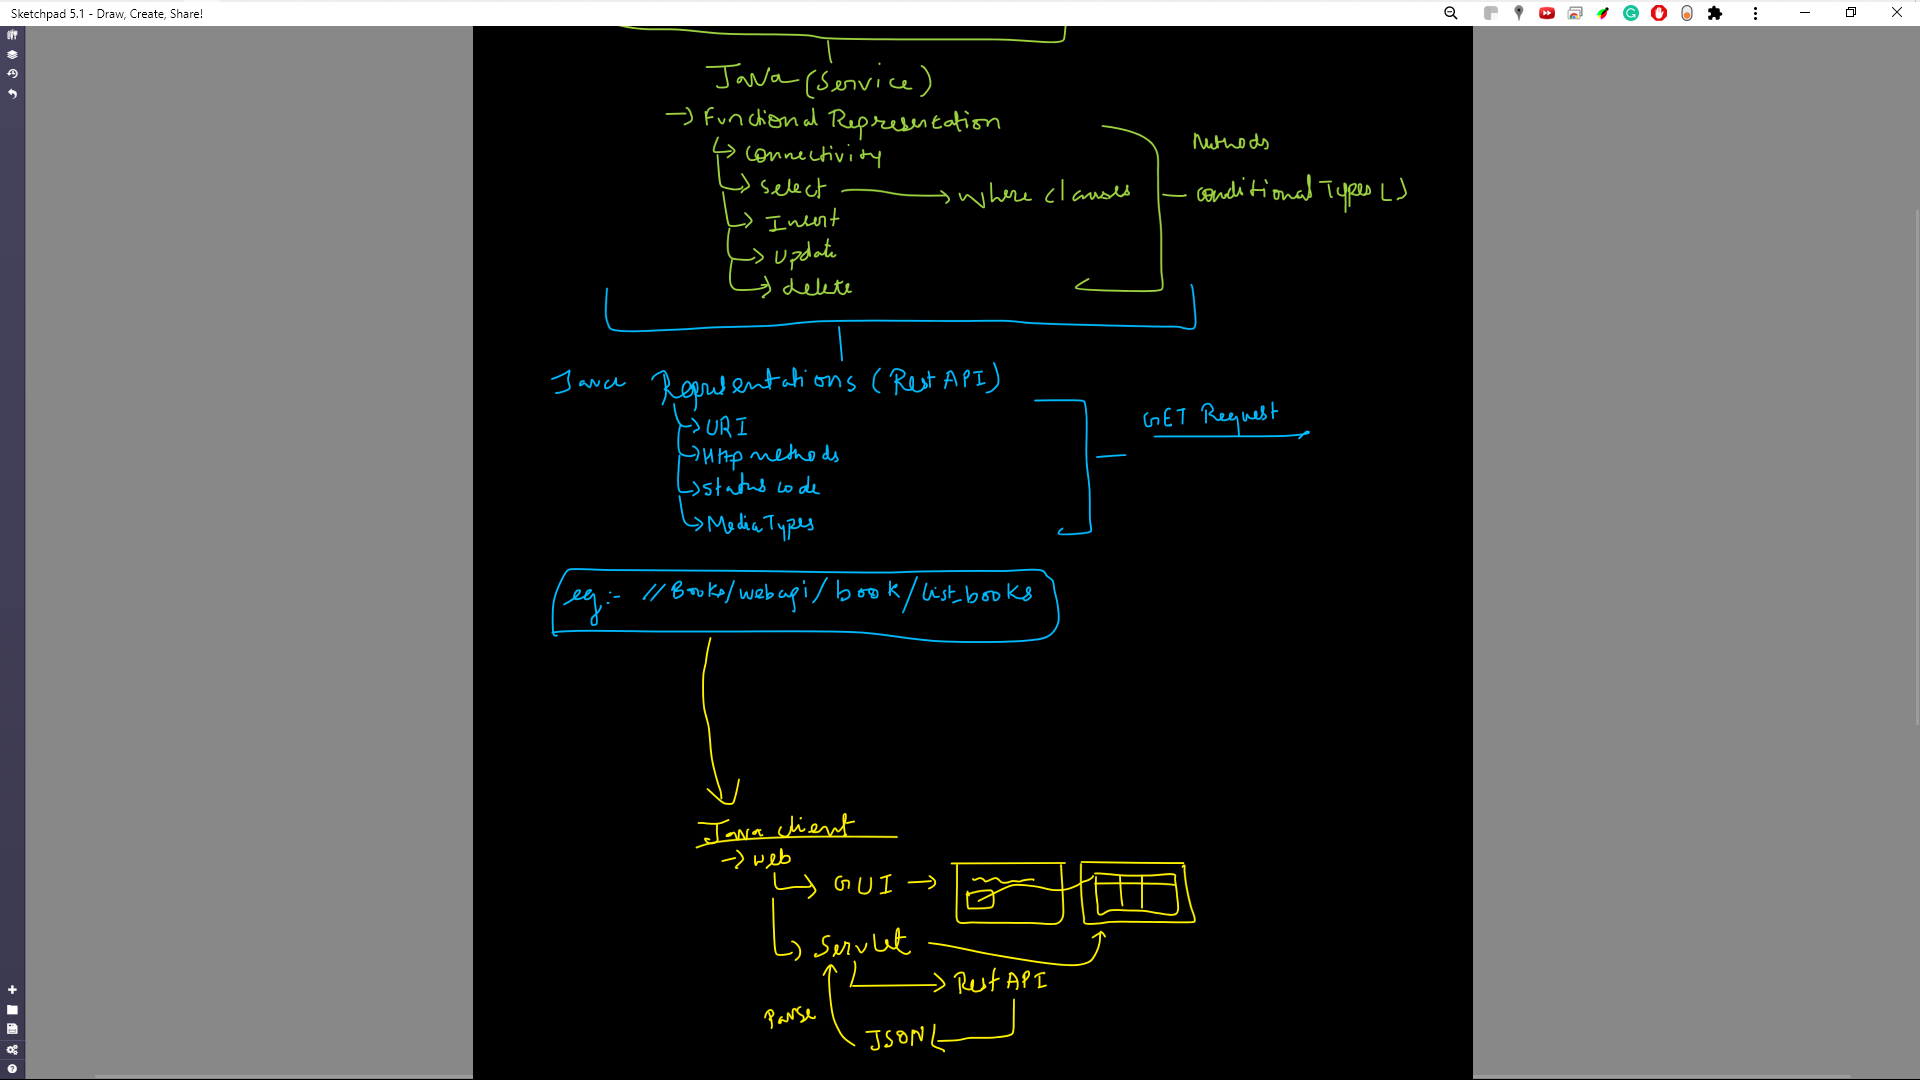 Sketchpad 5.1 - Draw, Create, Share!
Java (Service)
→ Functional Representation
Connectivity
Select → where clauses
Insert
Update
delete
Methods
conditional Types ( )
Java Representations (Rest API)
URI
Http methods
Status code
Media Types
GET Request
eg:- //Books/webapi/book/list_books
Java client
→ web
GUI →
Servlet
Rest API
Parse
JSON